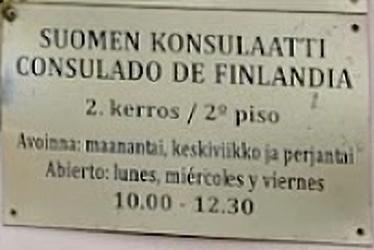 SUOMEN KONSULAATTI
CONSULADO DE FINLANDIA
2. kerros / 2º piso
Avoinna: maanantai, keskiviikko ja perjantai
Abierto: lunes, miércoles y viernes
10.00 - 12.30